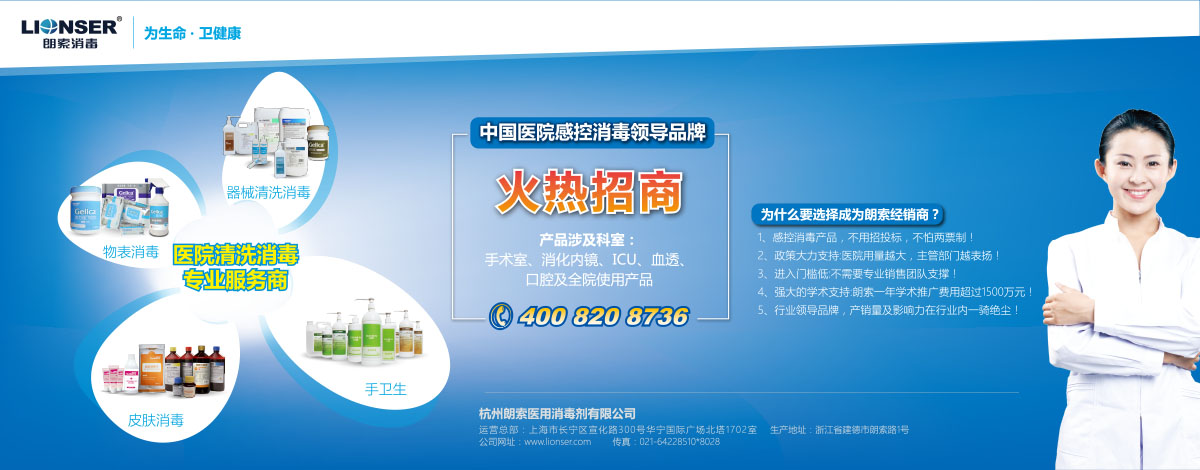 LIONSER®
朗索消毒
为生命·卫健康
器械清洗消毒
Gelica
Gelica
物表消毒
医院清洗消毒
专业服务商
皮肤消毒
手卫生
中国医院感控消毒领导品牌
火热招商
产品涉及科室：
手术室、消化内镜、ICU、血透、
口腔及全院使用产品
400 820 8736
为什么要选择成为朗索经销商？
1、感控消毒产品，不用招投标，不怕两票制！
2、政策大力支持:医院用量越大，主管部门越表扬！
3、进入门槛低:不需要专业销售团队支撑！
4、强大的学术支持:朗索一年学术推广费用超过1500万元！
5、行业领导品牌，产销量及影响力在行业内一骑绝尘！
杭州朗索医用消毒剂有限公司
运营总部：上海市长宁区宣化路300号华宁国际广场北塔1702室 生产地址：浙江省建德市朗索路1号
公司网址：www.lionser.com 传真：021-64228510*8028